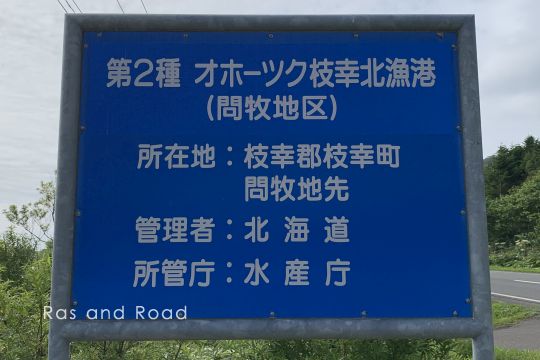 第2種 オホーツク枝幸北漁港
(問牧地区)
所在地：枝幸郡枝幸町
問牧地先
管理者：北海道
所管庁：水産庁
Ras and Road